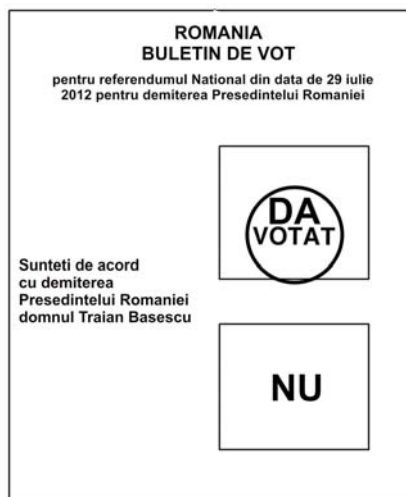 ROMANIA
BULETIN DE VOT
pentru referendumul National din data de 29 iulie
2012 pentru demiterea Presedintelui Romaniei
DA
VOTAT
Sunteti de acord
cu demiterea
Presedintelui Romaniei
domnul Traian Basescu
NU